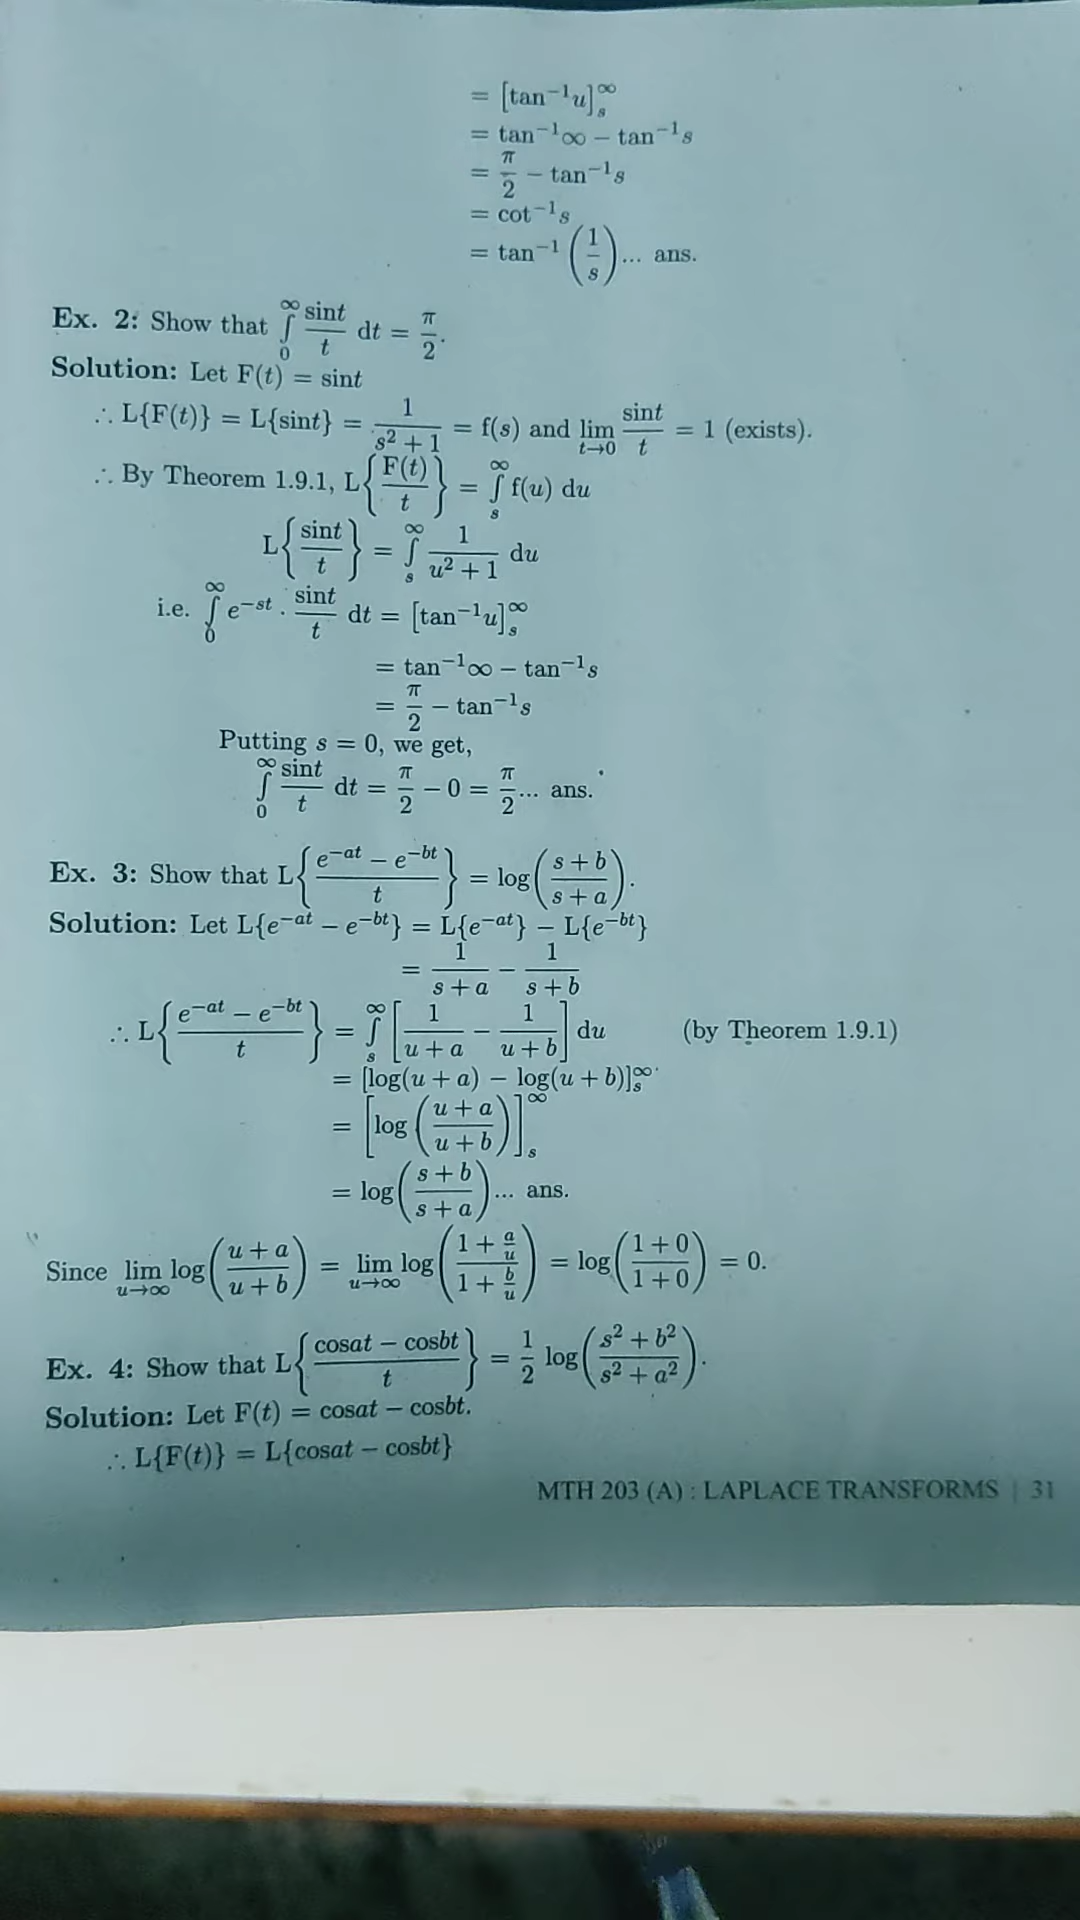 = [tan⁻¹u]ₛ^∞
= tan⁻¹∞ − tan⁻¹s
= π/2 − tan⁻¹s
= cot⁻¹s
= tan⁻¹(1/s)... ans.
Ex. 2: Show that ∫₀^∞ sint/t dt = π/2.
Solution: Let F(t) = sint
∴ L{F(t)} = L{sint} = 1/(s² + 1) = f(s) and lim_{t→0} sint/t = 1 (exists).
∴ By Theorem 1.9.1, L{F(t)/t} = ∫ₛ^∞ f(u) du
L{sint/t} = ∫ₛ^∞ 1/(u² + 1) du
i.e. ∫₀^∞ e^{−st} . sint/t dt = [tan⁻¹u]ₛ^∞
= tan⁻¹∞ − tan⁻¹s
= π/2 − tan⁻¹s
Putting s = 0, we get,
∫₀^∞ sint/t dt = π/2 − 0 = π/2... ans.
Ex. 3: Show that L{(e^{−at} − e^{−bt})/t} = log((s + b)/(s + a)).
Solution: Let L{e^{−at} − e^{−bt}} = L{e^{−at}} − L{e^{−bt}}
= 1/(s + a) − 1/(s + b)
∴ L{(e^{−at} − e^{−bt})/t} = ∫ₛ^∞ [1/(u + a) − 1/(u + b)] du (by Theorem 1.9.1)
= [log(u + a) − log(u + b)]ₛ^∞
= [log((u + a)/(u + b))]ₛ^∞
= log((s + b)/(s + a))... ans.
Since lim_{u→∞} log((u + a)/(u + b)) = lim_{u→∞} log((1 + a/u)/(1 + b/u)) = log((1 + 0)/(1 + 0)) = 0.
Ex. 4: Show that L{(cosat − cosbt)/t} = 1/2 log((s² + b²)/(s² + a²)).
Solution: Let F(t) = cosat − cosbt.
∴ L{F(t)} = L{cosat − cosbt}
MTH 203 (A) : LAPLACE TRANSFORMS | 31